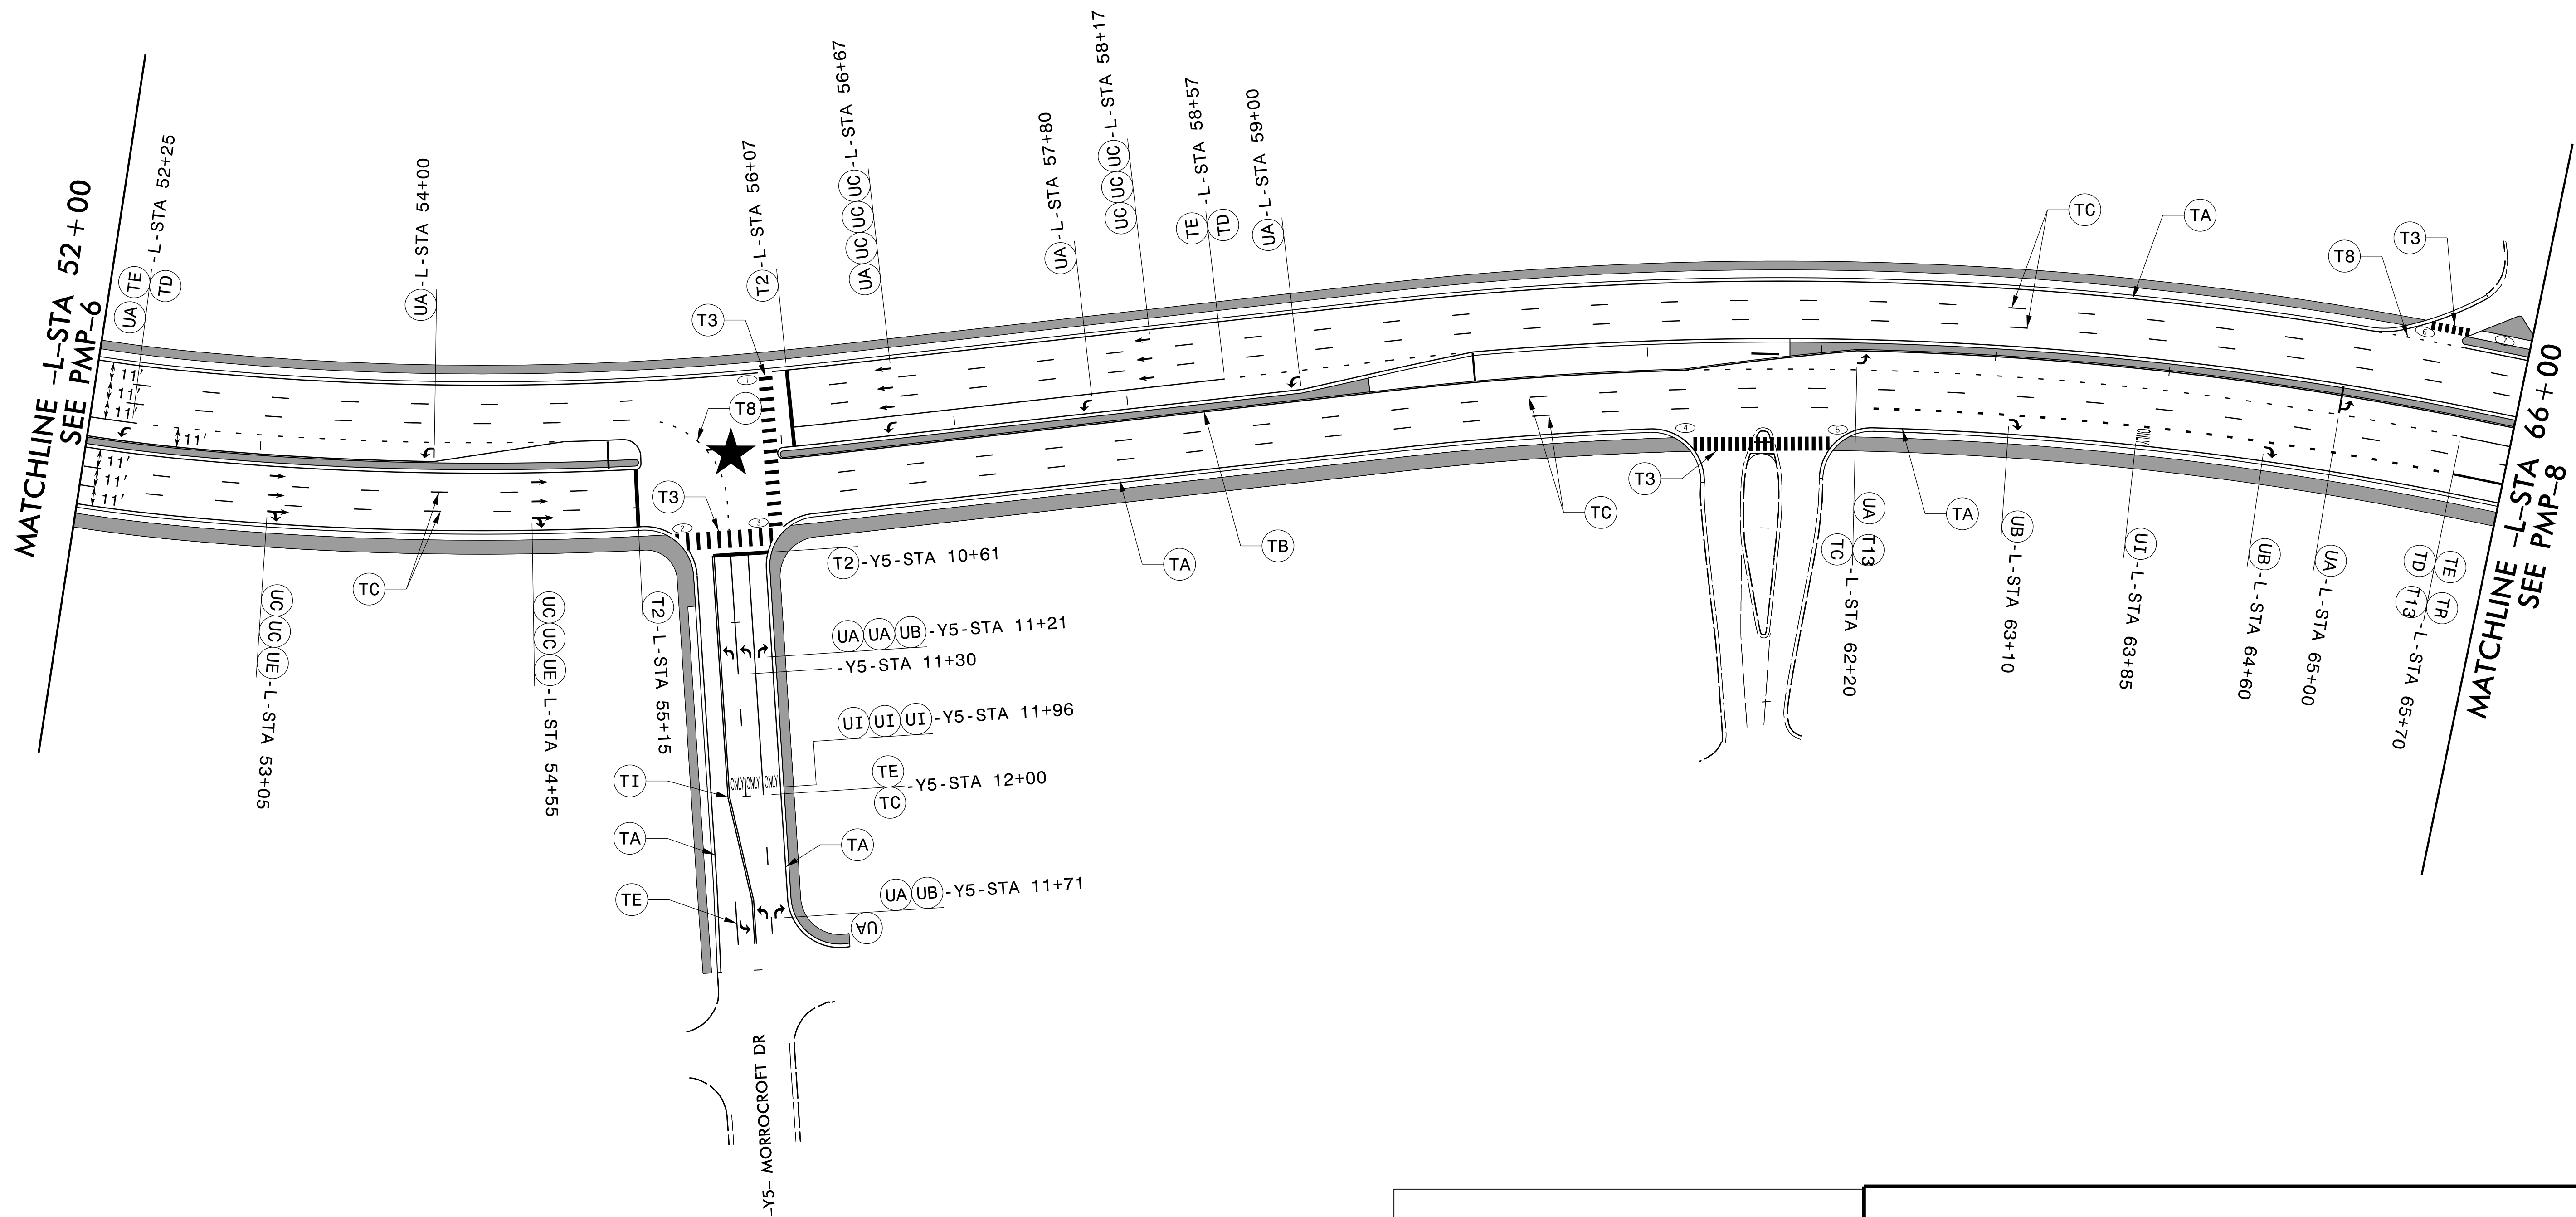 MATCHLINE -L-STA 52+00
SEE PMP-6
UA TE -L-STA 52+25
TD
UA -L-STA 54+00
T2 -L-STA 56+07
UA UC UC UC -L-STA 56+67
UA -L-STA 57+80
UC UC UC -L-STA 58+17
TE -L-STA 58+57
TD
UA -L-STA 59+00
TC
TA
T8
T3
MATCHLINE -L-STA 66+00
SEE PMP-8
11'
11'
11'
11'
11'
11'
11'
T3
T8
T3
1
2
3
4
5
6
7
UC UC UE -L-STA 53+05
TC
UC UC UE -L-STA 54+55
T2 -L-STA 55+15
T2 -Y5-STA 10+61
UA UA UB -Y5-STA 11+21
-Y5-STA 11+30
UI UI UI -Y5-STA 11+96
ONLY ONLY ONLY
TE
TC -Y5-STA 12+00
TI
TA
TE
TA
UA UB -Y5-STA 11+71
UA
TA
TB
TC
T3
UA
TC T13 -L-STA 62+20
TA
ONLY
UB -L-STA 63+10
UI -L-STA 63+85
UB -L-STA 64+60
UA -L-STA 65+00
TD TE
T13 TR -L-STA 65+70
-Y5- MORROCROFT DR